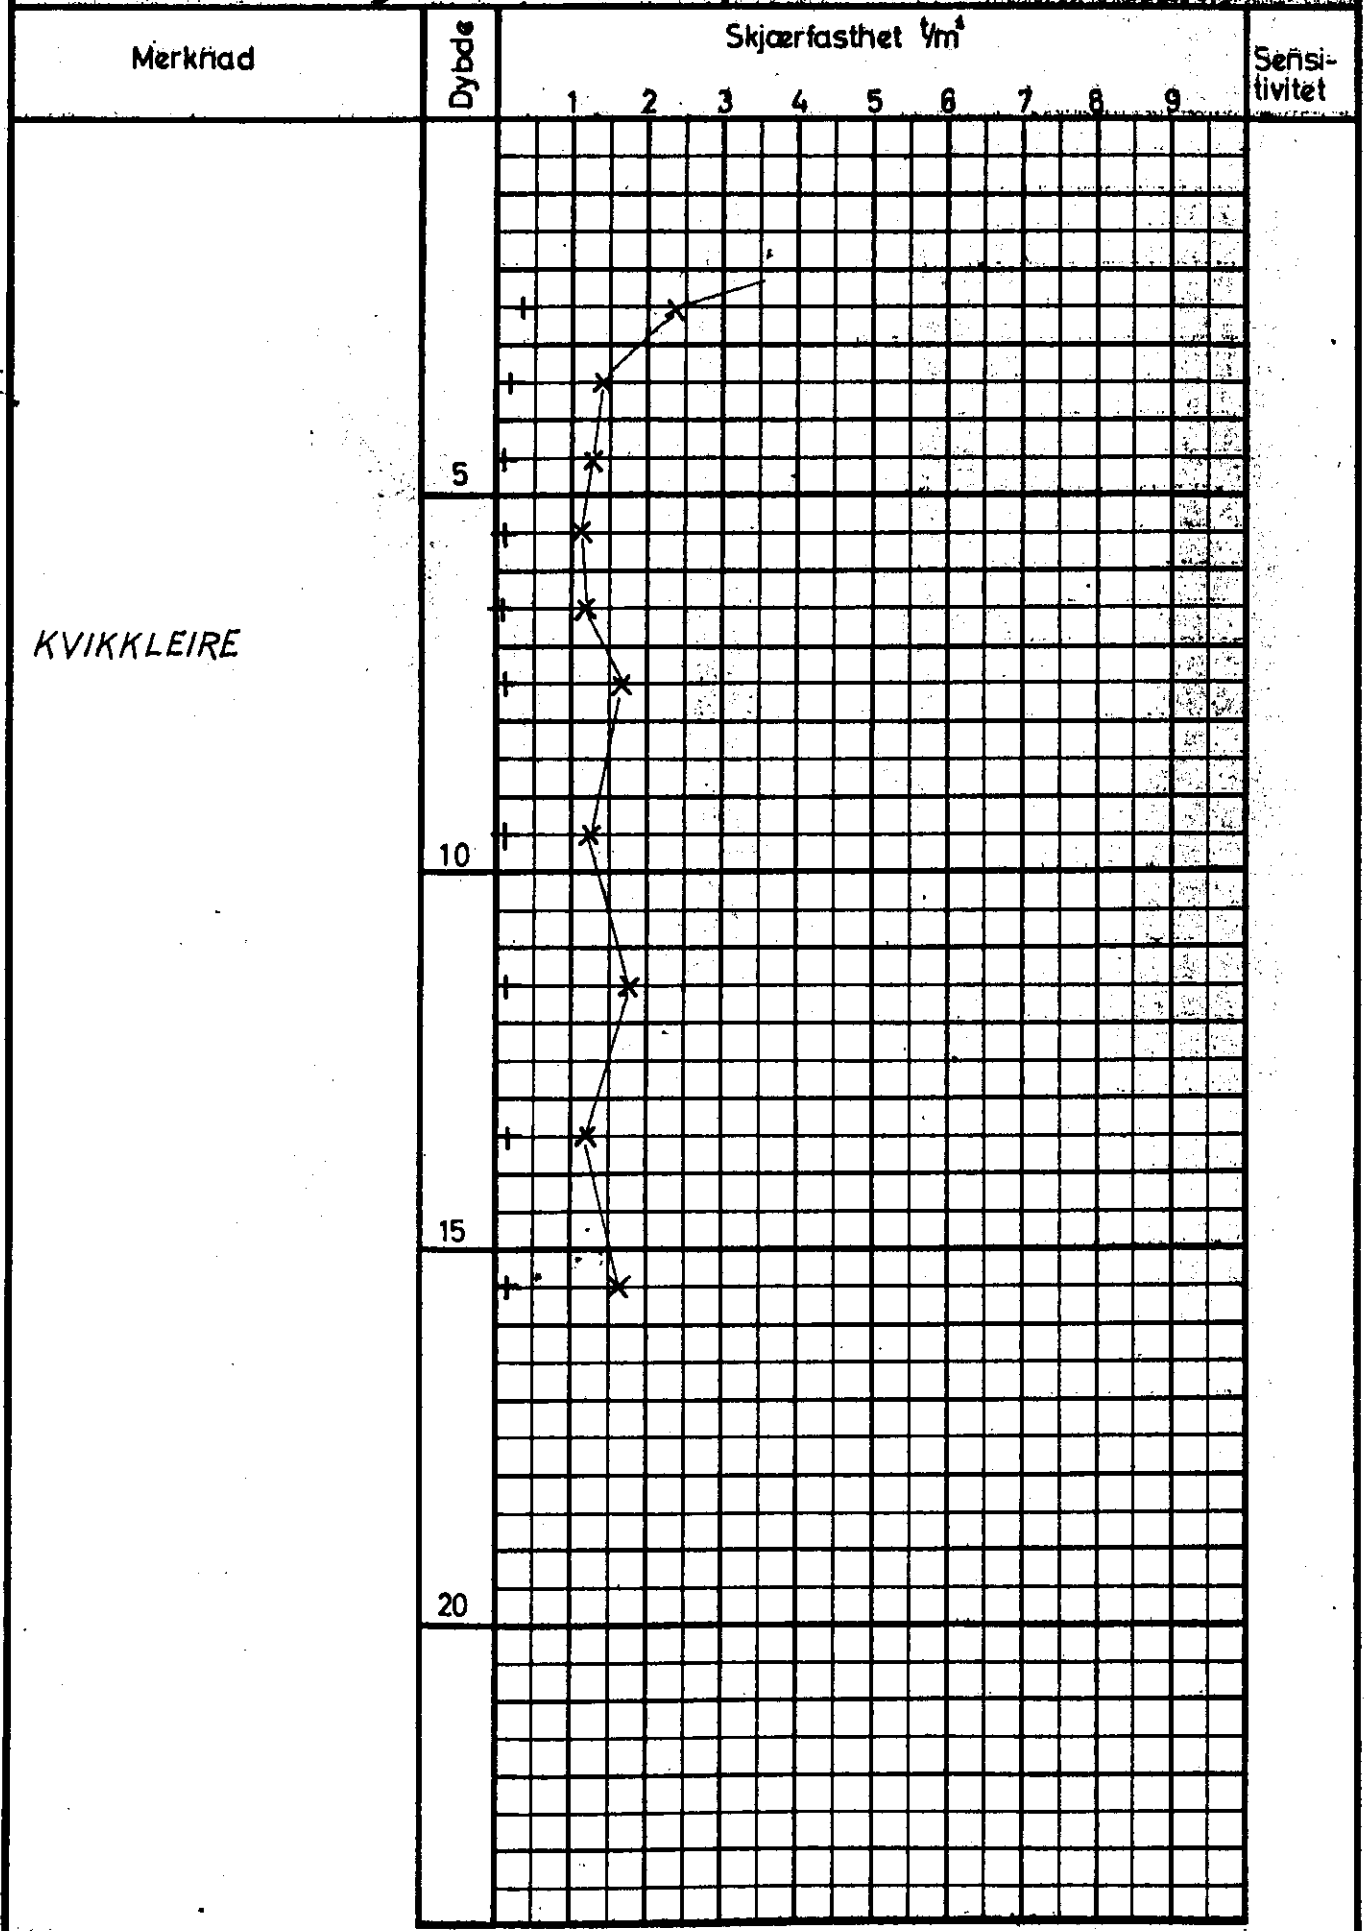 Merknad
Dybde
Skjærfasthet t/m²
Sensi-
tivitet
1 2 3 4 5 6 7 8 9
5
KVIKKLEIRE
10
15
20